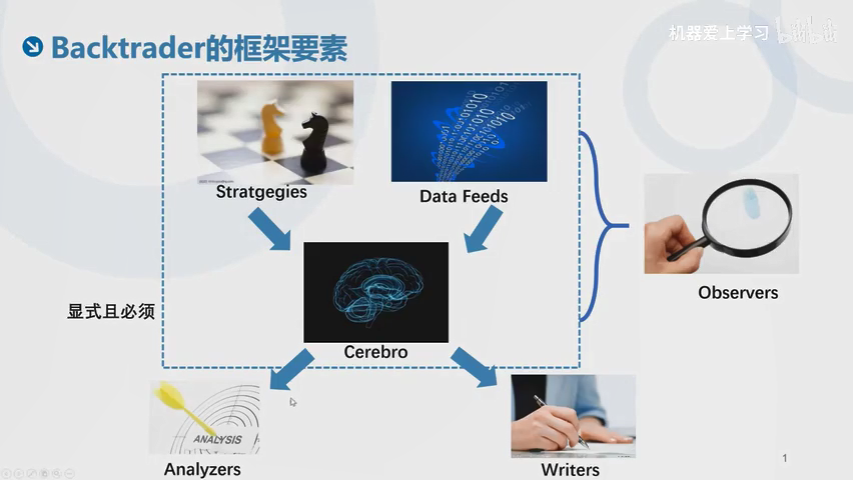 机器爱上学习 bilibili
Backtrader的框架要素
Stratgegies
Data Feeds
Observers
显式且必须
Cerebro
ANALYSIS
Analyzers
Writers
1